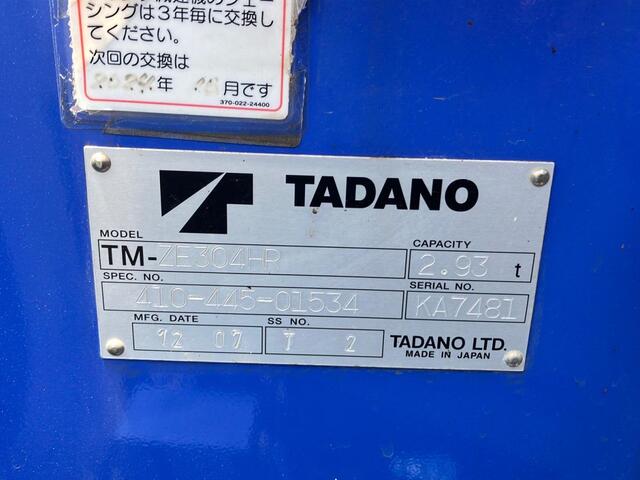 シングは3年毎に交換し
てください。
次回の交換は
年 月です
370-022-24400
TADANO
MODEL
TM-ZE304HR
CAPACITY
2.93 t
SPEC. NO.
410-445-01534
SERIAL NO.
KA7481
MFG. DATE
SS NO.
12 07
T 2
TADANO LTD.
MADE IN JAPAN